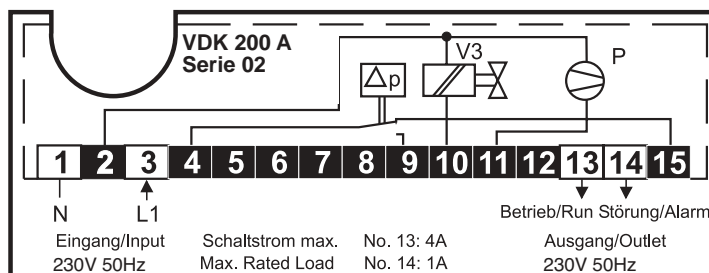 VDK 200 A
Serie 02
V3
P
Δp
1 2 3 4 5 6 7 8 9 10 11 12 13 14 15
N L1 Betrieb/Run Störung/Alarm
Eingang/Input Schaltstrom max. No. 13: 4A Ausgang/Outlet
230V 50Hz Max. Rated Load No. 14: 1A 230V 50Hz